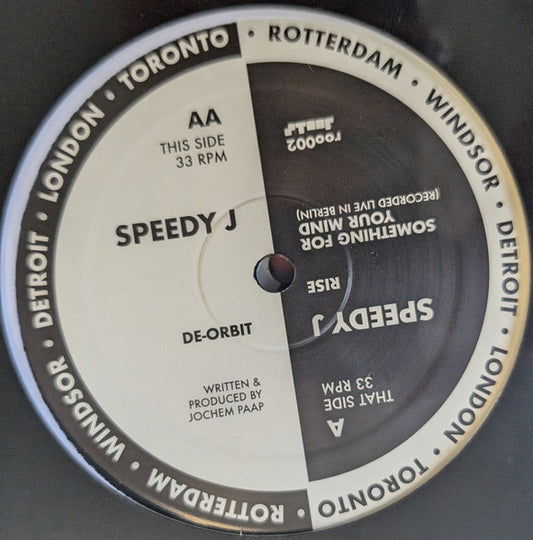 TORONTO • ROTTERDAM • WINDSOR • DETROIT • LONDON • TORONTO • ROTTERDAM • WINDSOR • DETROIT • LONDON •
AA
THIS SIDE
33 RPM
SPEEDY J
DE-ORBIT
WRITTEN &
PRODUCED BY
JOCHEM PAAP
A
THAT SIDE
33 RPM
SPEEDY J
RISE
SOMETHING FOR
YOUR MIND
(RECORDED LIVE IN BERLIN)
roo002